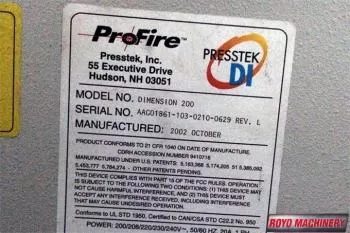 ProFire
PRESSTEK
DI
Presstek, Inc.
55 Executive Drive
Hudson, NH 03051
MODEL NO. DIMENSION 200
SERIAL NO. AAC01861-103-0210-0629 REV. L
MANUFACTURED: 2002 OCTOBER
PRODUCT CONFORMS TO 21 CFR 1040 ON DATE OF MANUFACTURE.
CDRH ACCESSION NUMBER 9410716
MANUFACTURED UNDER U.S. PATENTS
OTHER PATENTS PENDING.
THIS DEVICE COMPLIES WITH PART 15 OF THE FCC RULES. OPERATION
IS SUBJECT TO THE FOLLOWING TWO CONDITIONS: (1) THIS DEVICE MAY
NOT CAUSE HARMFUL INTERFERENCE, AND (2) THIS DEVICE MUST
ACCEPT ANY INTERFERENCE RECEIVED, INCLUDING INTERFERENCE
THAT MAY CAUSE UNDESIRED OPERATION.
Conforms to UL STD 1950, Certified to CAN/CSA STD C22.2 No. 950
POWER: 200/208/220/230/240V~, 50/60 HZ, 20A
ROYO MACHINERY